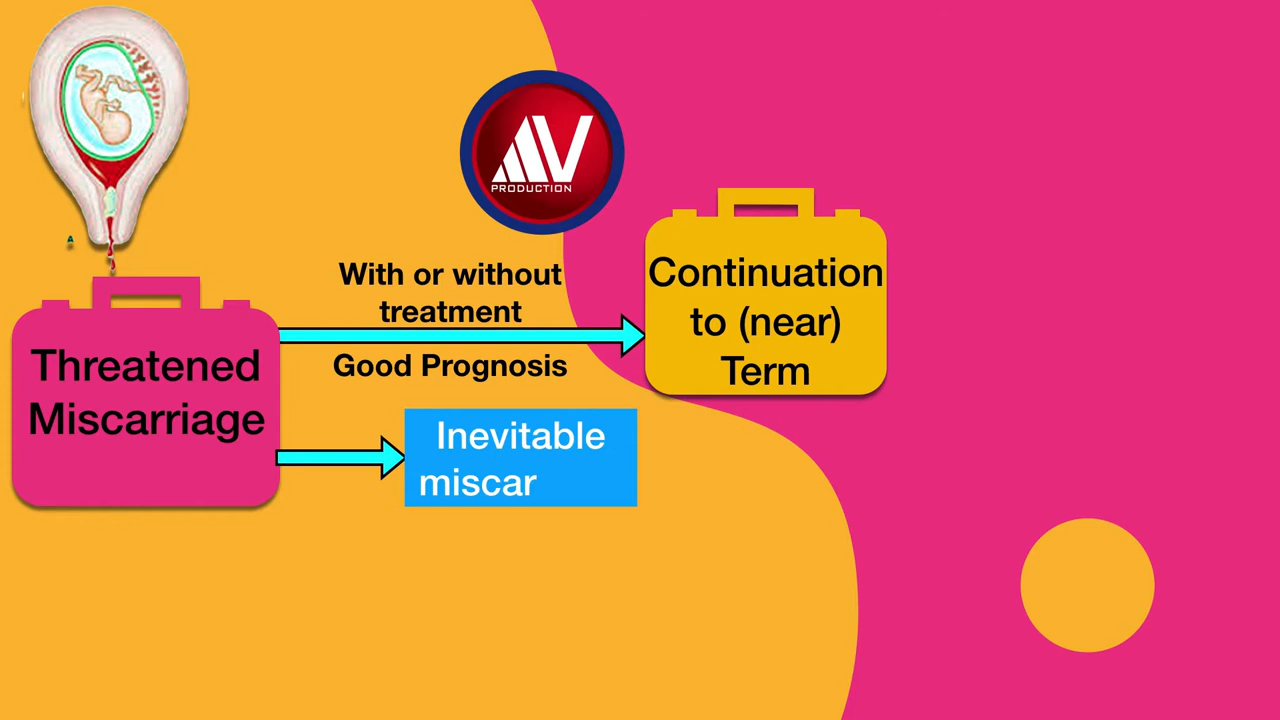 AV
PRODUCTION
A
With or without
treatment
Good Prognosis
Continuation
to (near)
Term
Threatened
Miscarriage
Inevitable
miscar